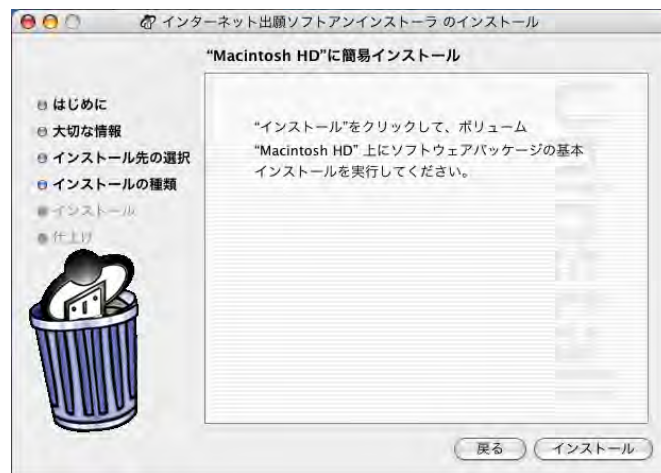 インターネット出願ソフトアンインストーラ のインストール
“Macintosh HD”に簡易インストール
はじめに
大切な情報
インストール先の選択
インストールの種類
インストール
仕上げ
“インストール”をクリックして、ボリューム
“Macintosh HD” 上にソフトウェアパッケージの基本
インストールを実行してください。
Uninstall
戻る
インストール